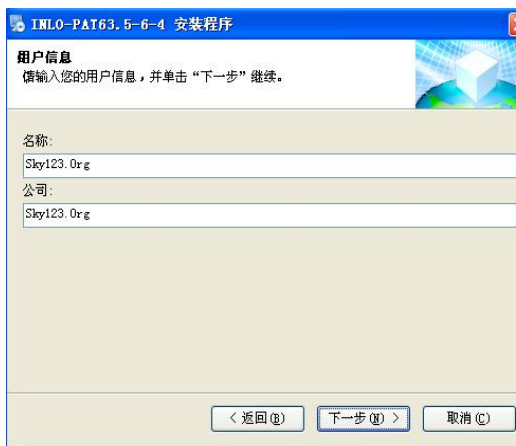 INLO-PAT63.5-6-4 安装程序
用户信息
请输入您的用户信息，并单击“下一步”继续。
名称:
Sky123.Org
公司:
Sky123.Org
< 返回(B)
下一步(N) >
取消(C)